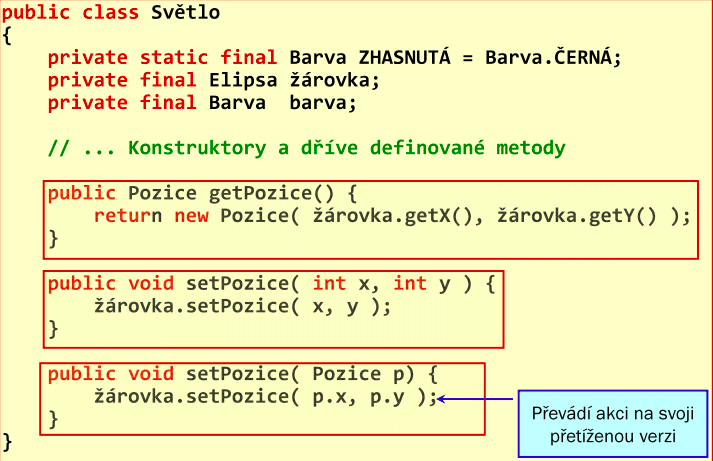 public class Světlo
{
    private static final Barva ZHASNUTÁ = Barva.ČERNÁ;
    private final Elipsa žárovka;
    private final Barva  barva;

    // ... Konstruktory a dříve definované metody

    public Pozice getPozice() {
        return new Pozice( žárovka.getX(), žárovka.getY() );
    }

    public void setPozice( int x, int y ) {
        žárovka.setPozice( x, y );
    }

    public void setPozice( Pozice p) {
        žárovka.setPozice( p.x, p.y );
    }
}
Převádí akci na svoji
přetíženou verzi